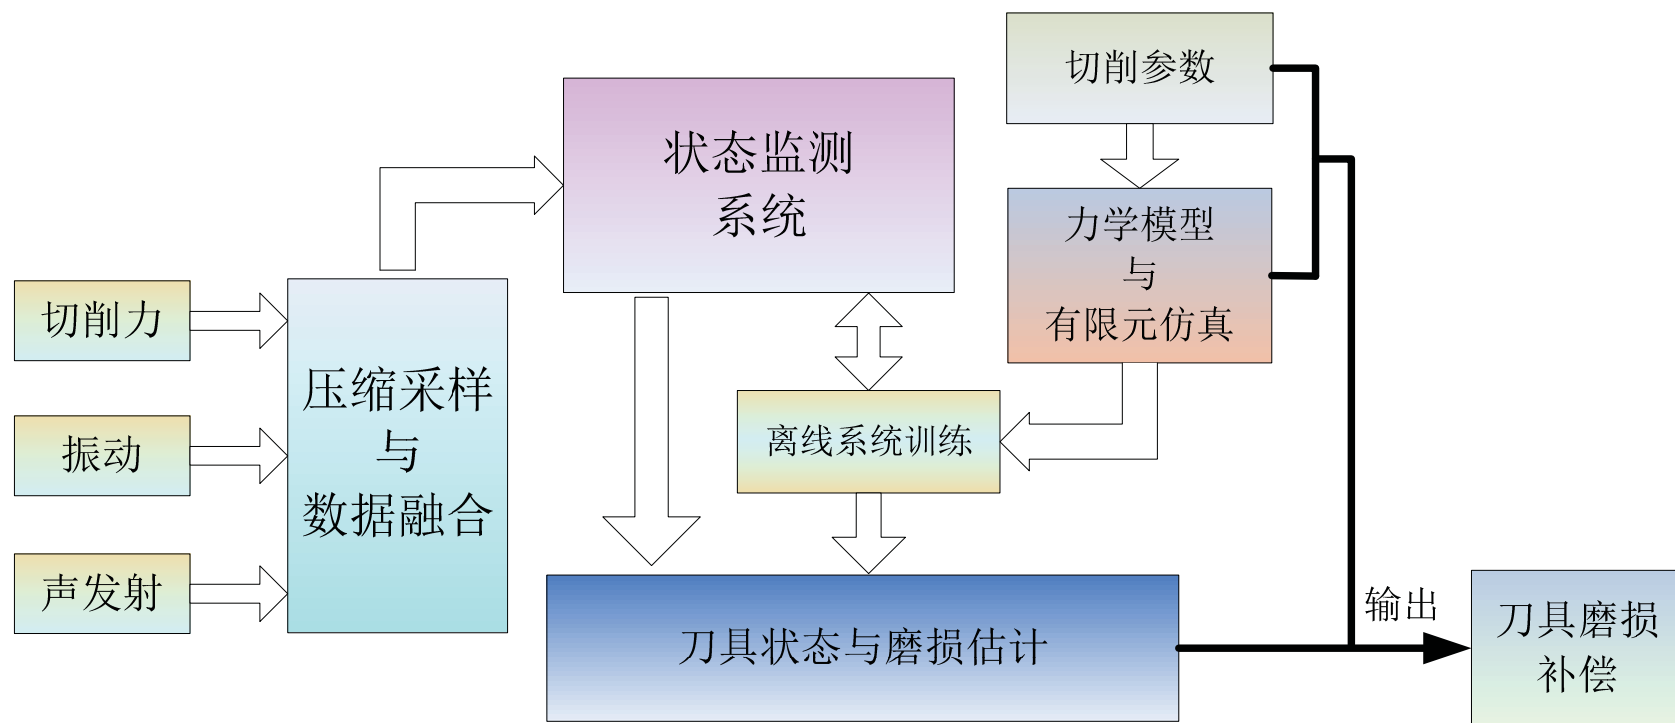 切削力
振动
声发射
压缩采样
与
数据融合
状态监测
系统
切削参数
力学模型
与
有限元仿真
离线系统训练
刀具状态与磨损估计
输出
刀具磨损
补偿